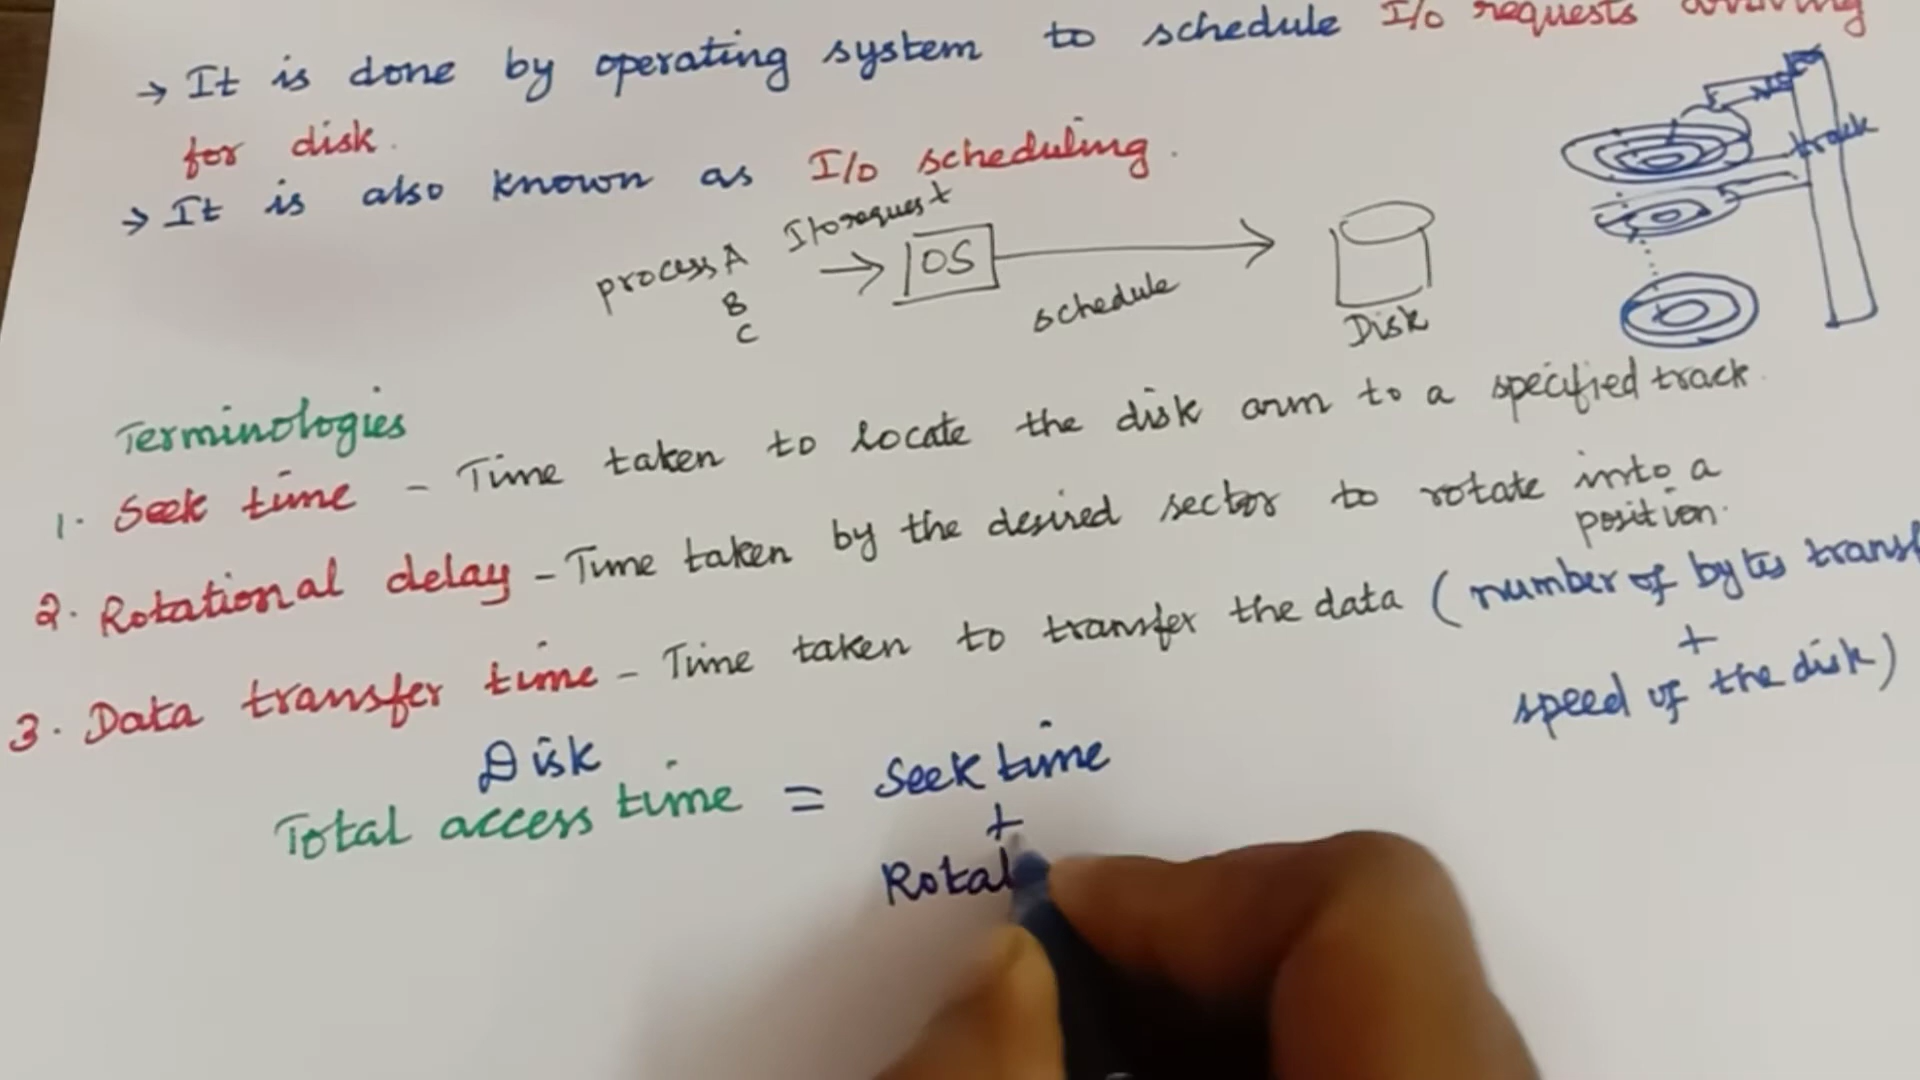 → It is done by operating system to schedule I/o requests arriving
for disk.
→ It is also known as I/o scheduling.
process A
B
C
I/o request
→ OS
schedule
Disk
track
Terminologies
1. Seek time - Time taken to locate the disk arm to a specified track.
2. Rotational delay - Time taken by the desired sector to rotate into a
position.
3. Data transfer time - Time taken to transfer the data (number of bytes transf
+
speed of the disk)
Disk
Total access time = Seek time
+
Rotat